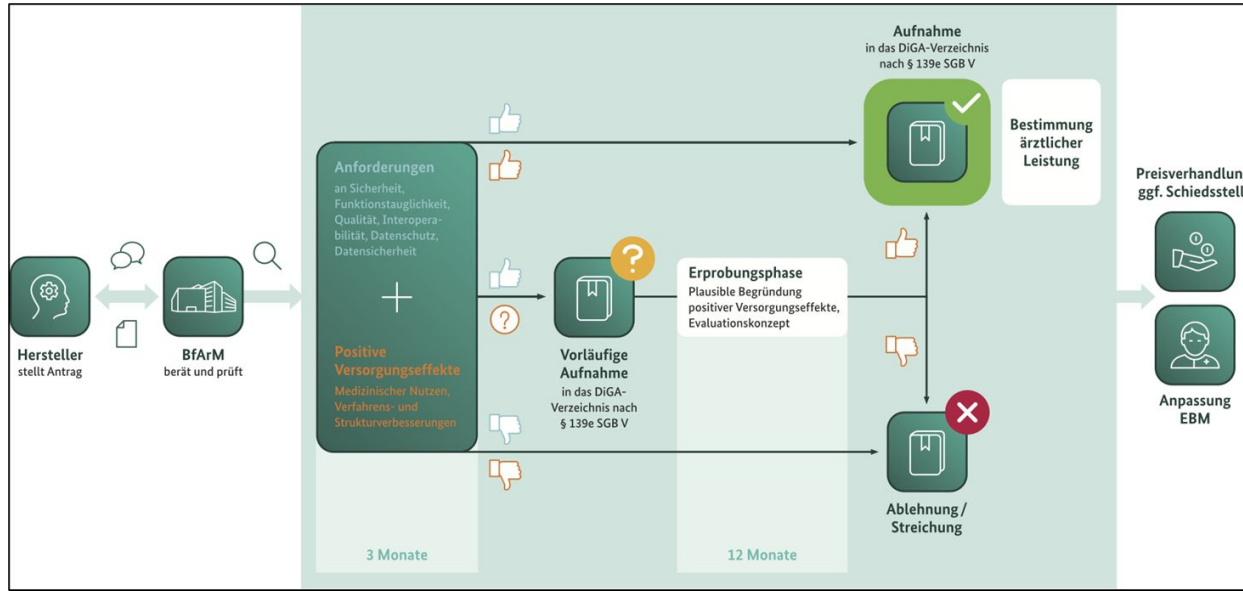 Hersteller
stellt Antrag
BfArM
berät und prüft
Anforderungen
an Sicherheit,
Funktionstauglichkeit,
Qualität, Interopera-
bilität, Datenschutz,
Datensicherheit
+
Positive
Versorgungseffekte
Medizinischer Nutzen,
Verfahrens- und
Strukturverbesserungen
3 Monate
?
?
Vorläufige
Aufnahme
in das DiGA-
Verzeichnis nach
§ 139e SGB V
Erprobungsphase
Plausible Begründung
positiver Versorgungseffekte,
Evaluationskonzept
12 Monate
Aufnahme
in das DiGA-Verzeichnis
nach § 139e SGB V
Bestimmung
ärztlicher
Leistung
Ablehnung /
Streichung
Preisverhandlun
ggf. Schiedsstell
Anpassung
EBM